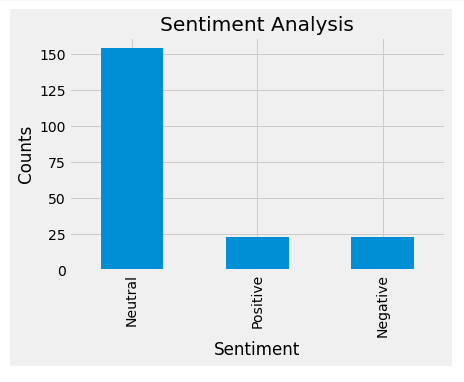 Sentiment Analysis
150
125
100
75
50
25
0
Counts
Neutral
Positive
Negative
Sentiment